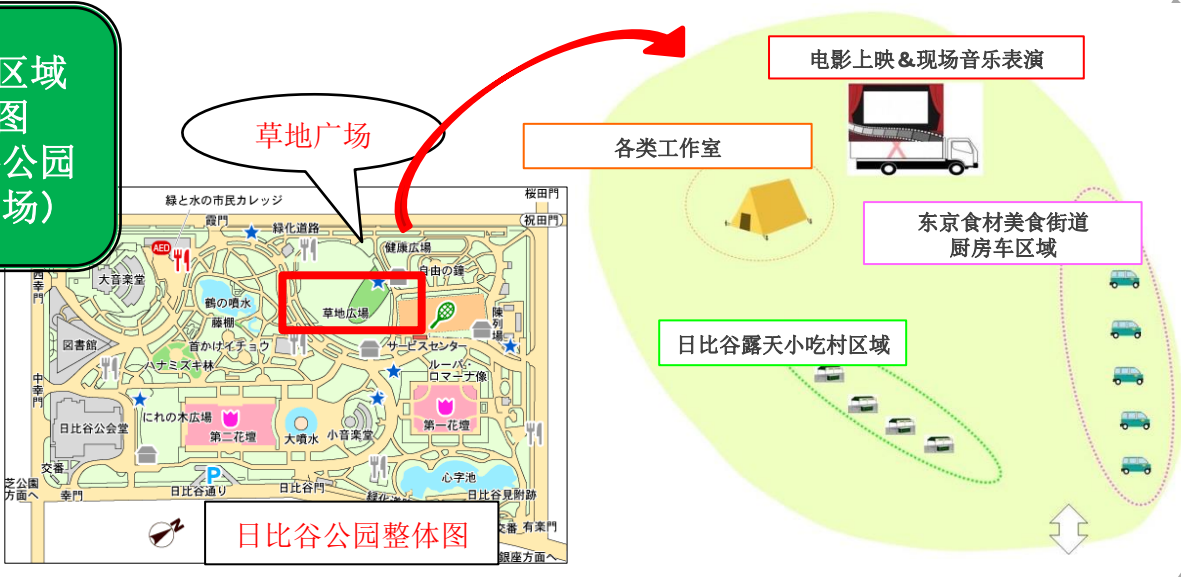 区域
图
公园
场）
草地广场
电影上映&现场音乐表演
各类工作室
东京食材美食街道
厨房车区域
日比谷露天小吃村区域
緑と水の市民カレッジ
桜田門
霞門
緑化道路
祝田門
AED
健康広場
西幸門
大音楽堂
自由の鐘
鶴の噴水
草地広場
陳列場
藤棚
図書館
首かけイチョウ
サービスセンター
ハナミズキ林
ルーパ・
ロマーナ像
中幸門
にれの木広場
第一花壇
日比谷公会堂
第二花壇
大噴水
小音楽堂
交番
P
心字池
芝公園
方面へ
幸門
日比谷通り
日比谷門
日比谷見附跡
N
日比谷公园整体图
交番
有楽門
銀座方面へ